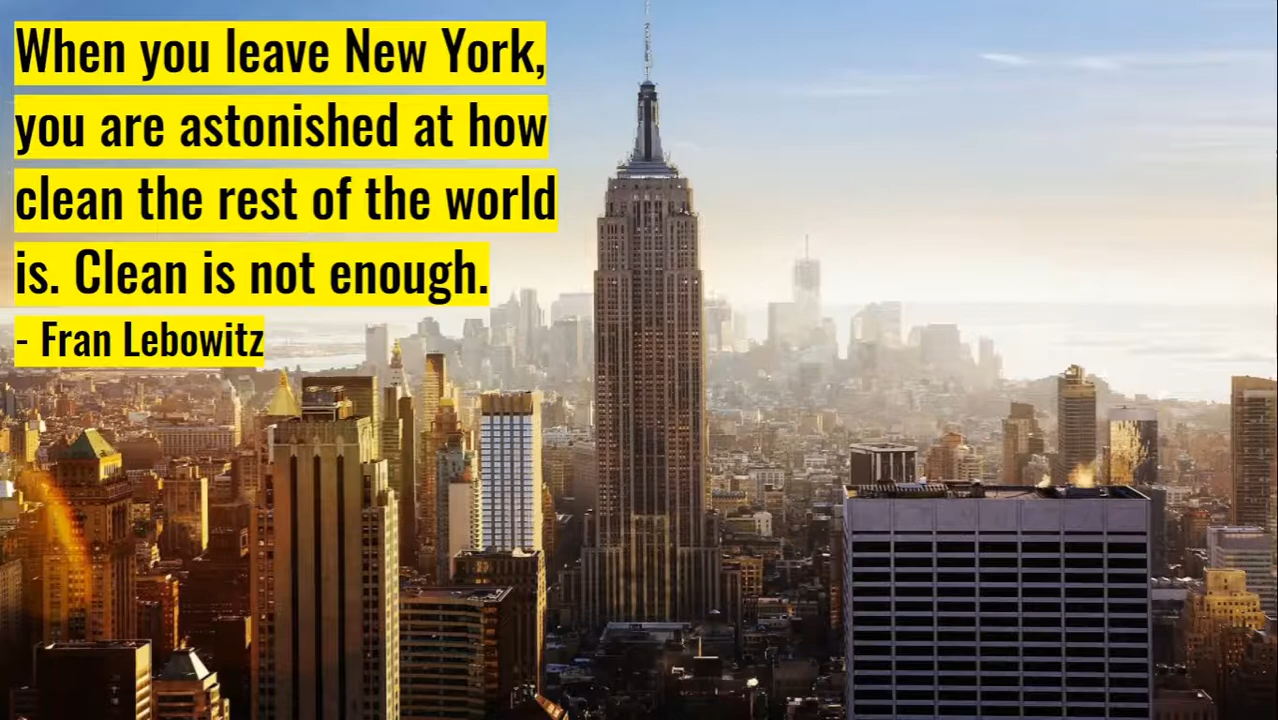 When you leave New York,
you are astonished at how
clean the rest of the world
is. Clean is not enough.
- Fran Lebowitz